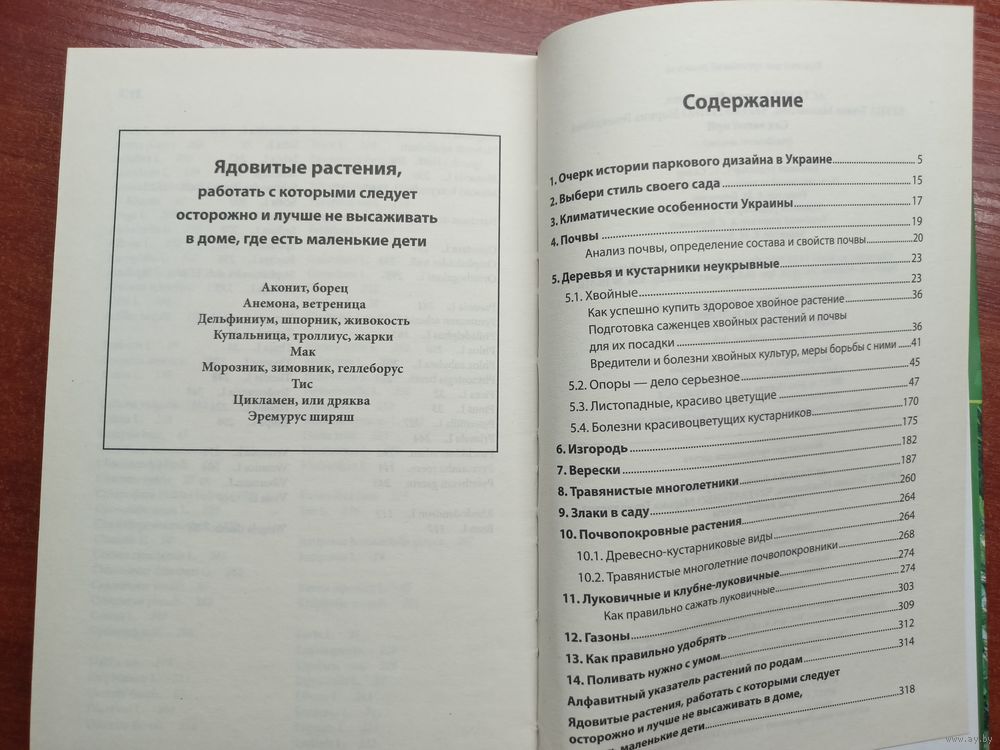 Ядовитые растения,
работать с которыми следует
осторожно и лучше не высаживать
в доме, где есть маленькие дети
Аконит, борец
Анемона, ветреница
Дельфиниум, шпорник, живокость
Купальница, троллиус, жарки
Мак
Морозник, зимовник, геллеборус
Тис
Цикламен, или дряква
Эремурус ширяш
Содержание
1. Очерк истории паркового дизайна в Украине 5
2. Выбери стиль своего сада 15
3. Климатические особенности Украины 17
4. Почвы 19
Анализ почвы, определение состава и свойств почвы 20
5. Деревья и кустарники неукрывные 23
5.1. Хвойные 23
Как успешно купить здоровое хвойное растение 36
Подготовка саженцев хвойных растений и почвы
для их посадки 36
Вредители и болезни хвойных культур, меры борьбы с ними 41
5.2. Опоры — дело серьезное 45
5.3. Листопадные, красиво цветущие 47
5.4. Болезни красивоцветущих кустарников 170
6. Изгородь 175
7. Верески 182
8. Травянистые многолетники 187
9. Злаки в саду 260
10. Почвопокровные растения 264
10.1. Древесно-кустарниковые виды 264
10.2. Травянистые многолетние почвопокровники 268
11. Луковичные и клубне-луковичные 274
Как правильно сажать луковичные 274
12. Газоны 303
13. Как правильно удобрять 309
14. Поливать нужно с умом 312
Алфавитный указатель растений по родам 314
Ядовитые растения, работать с которыми следует
осторожно и лучше не высаживать в доме,
маленькие дети 318
www.ay.by